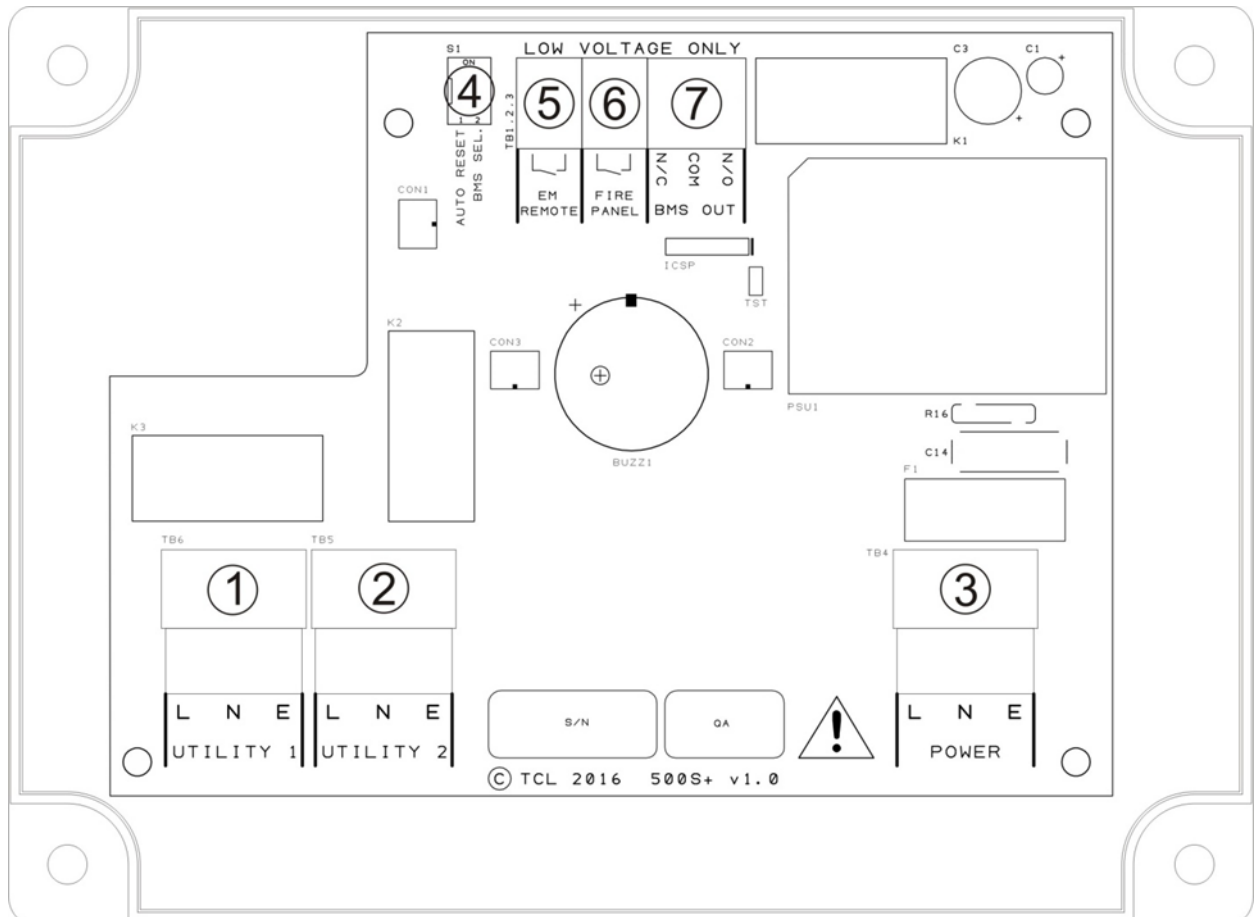 LOW VOLTAGE ONLY
S1
ON
4
1 2
AUTO RESET
BMS SEL.
TB1.2.3
5
6
7
EM
REMOTE
FIRE
PANEL
N/C
COM
N/O
BMS OUT
C3
+
C1
+
K1
CON1
ICSP
TST
K2
CON3
+
CON2
BUZZ1
PSU1
R16
C14
F1
K3
TB6
1
TB5
2
TB4
3
L N E
UTILITY 1
L N E
UTILITY 2
S/N
QA
!
L N E
POWER
© TCL 2016 500S+ v1.0